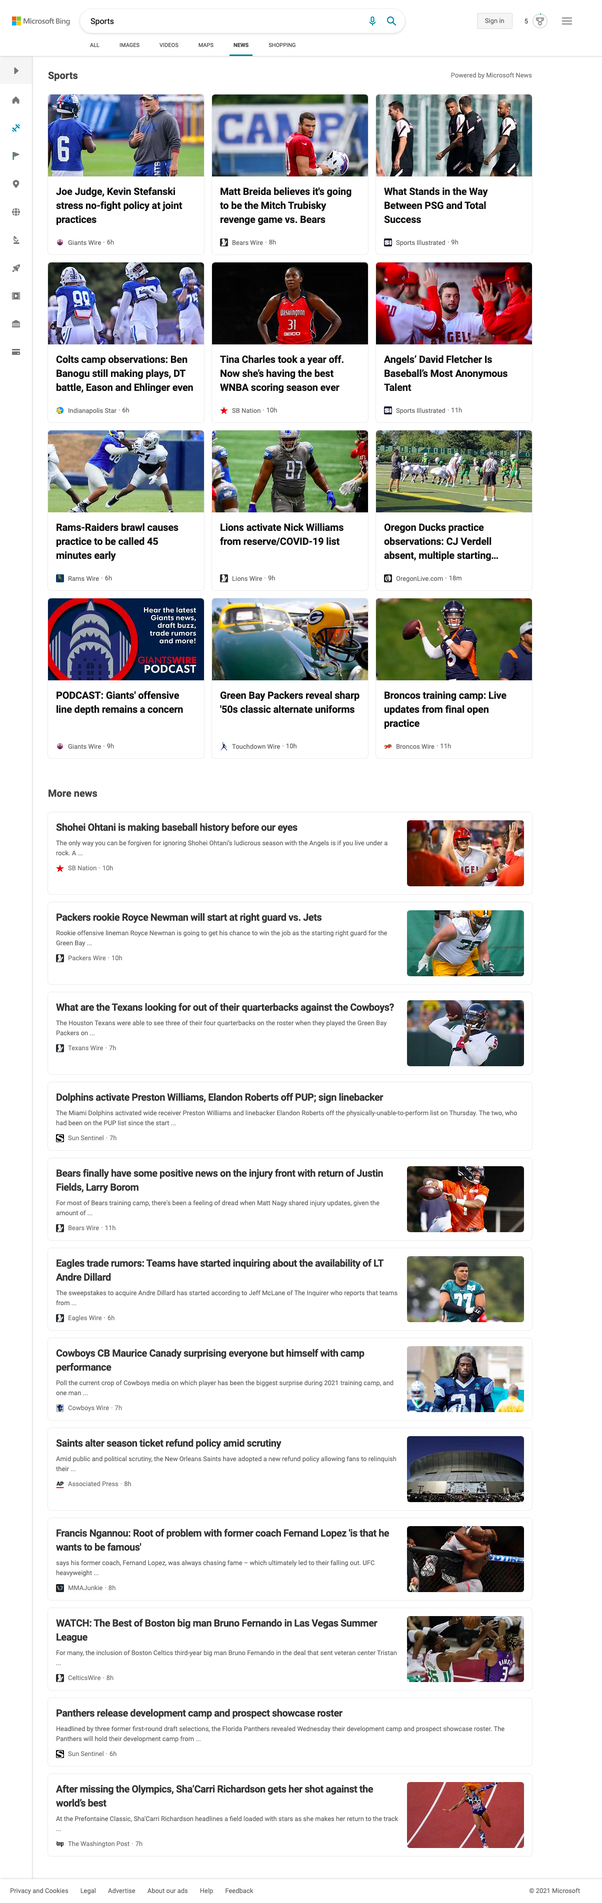 Microsoft Bing
Sports
Sign in
5
ALL IMAGES VIDEOS MAPS NEWS SHOPPING
Sports
Powered by Microsoft News
6
GIANTS
CAMP
Joe Judge, Kevin Stefanski
stress no-fight policy at joint
practices
Giants Wire · 6h
Matt Breida believes it's going
to be the Mitch Trubisky
revenge game vs. Bears
Bears Wire · 8h
What Stands in the Way
Between PSG and Total
Success
Sports Illustrated · 9h
Washington
31
GEICO
ANGELS
Colts camp observations: Ben
Banogu still making plays, DT
battle, Eason and Ehlinger even
Indianapolis Star · 6h
Tina Charles took a year off.
Now she's having the best
WNBA scoring season ever
SB Nation · 10h
Angels' David Fletcher Is
Baseball's Most Anonymous
Talent
Sports Illustrated · 11h
97
Rams-Raiders brawl causes
practice to be called 45
minutes early
Rams Wire · 6h
Lions activate Nick Williams
from reserve/COVID-19 list
Lions Wire · 9h
Oregon Ducks practice
observations: CJ Verdell
absent, multiple starting...
OregonLive.com · 18m
Hear the latest
Giants news,
draft buzz,
trade rumors
and more!
GIANTSWIRE
PODCAST
G
PODCAST: Giants' offensive
line depth remains a concern
Giants Wire · 9h
Green Bay Packers reveal sharp
'50s classic alternate uniforms
Touchdown Wire · 10h
Broncos training camp: Live
updates from final open
practice
Broncos Wire · 11h
More news
Shohei Ohtani is making baseball history before our eyes
The only way you can be forgiven for ignoring Shohei Ohtani's ludicrous season with the Angels is if you live under a
rock. A ...
SB Nation · 10h
Packers rookie Royce Newman will start at right guard vs. Jets
Rookie offensive lineman Royce Newman is going to get his chance to win the job as the starting right guard for the
Green Bay ...
Packers Wire · 10h
What are the Texans looking for out of their quarterbacks against the Cowboys?
The Houston Texans were able to see three of their four quarterbacks on the roster when they played the Green Bay
Packers on ...
Texans Wire · 7h
Dolphins activate Preston Williams, Elandon Roberts off PUP; sign linebacker
The Miami Dolphins activated wide receiver Preston Williams and linebacker Elandon Roberts off the physically-unable-to-perform list on Thursday. The two, who
had been on the PUP list since the start ...
Sun Sentinel · 7h
Bears finally have some positive news on the injury front with return of Justin
Fields, Larry Borom
For most of Bears training camp, there's been a feeling of dread when Matt Nagy shared injury updates, given the
amount of ...
Bears Wire · 11h
Eagles trade rumors: Teams have started inquiring about the availability of LT
Andre Dillard
The sweepstakes to acquire Andre Dillard has started according to Jeff McLane of The Inquirer who reports that teams
from ...
Eagles Wire · 6h
77
Cowboys CB Maurice Canady surprising everyone but himself with camp
performance
Poll the current crop of Cowboys media on which player has been the biggest surprise during 2021 training camp, and
one man ...
Cowboys Wire · 7h
Saints alter season ticket refund policy amid scrutiny
Amid public and political scrutiny, the New Orleans Saints have adopted a new refund policy allowing fans to relinquish
their ...
AP Associated Press · 8h
Francis Ngannou: Root of problem with former coach Fernand Lopez 'is that he
wants to be famous'
says his former coach, Fernand Lopez, was always chasing fame – which ultimately led to their falling out. UFC
heavyweight ...
MMAJunkie · 8h
WATCH: The Best of Boston big man Bruno Fernando in Las Vegas Summer
League
For many, the inclusion of Boston Celtics third-year big man Bruno Fernando in the deal that sent veteran center Tristan
...
CelticsWire · 8h
Panthers release development camp and prospect showcase roster
Headlined by three former first-round draft selections, the Florida Panthers revealed Wednesday their development camp and prospect showcase roster. The
Panthers will hold their development camp from ...
Sun Sentinel · 6h
After missing the Olympics, Sha'Carri Richardson gets her shot against the
world's best
At the Prefontaine Classic, Sha'Carri Richardson headlines a field loaded with stars as she makes her return to the track
...
wp The Washington Post · 7h
Privacy and Cookies Legal Advertise About our ads Help Feedback
© 2021 Microsoft